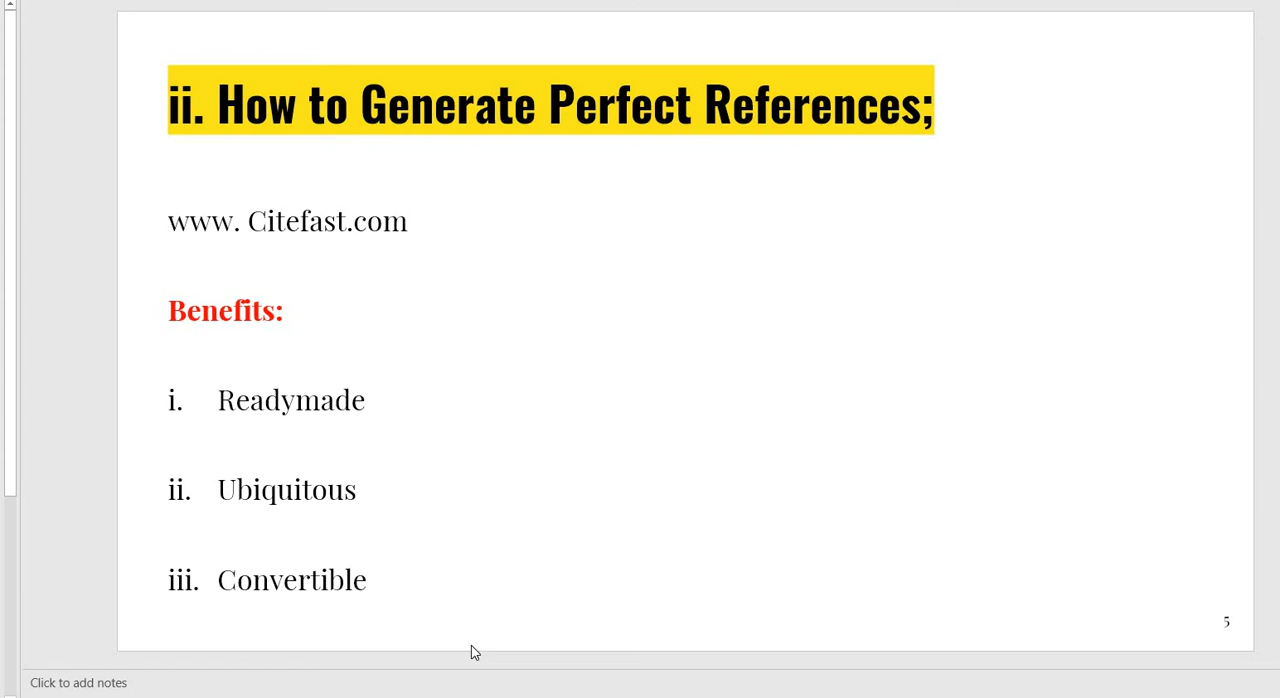 ii. How to Generate Perfect References;
www. Citefast.com
Benefits:
i. Readymade
ii. Ubiquitous
iii. Convertible
5
Click to add notes